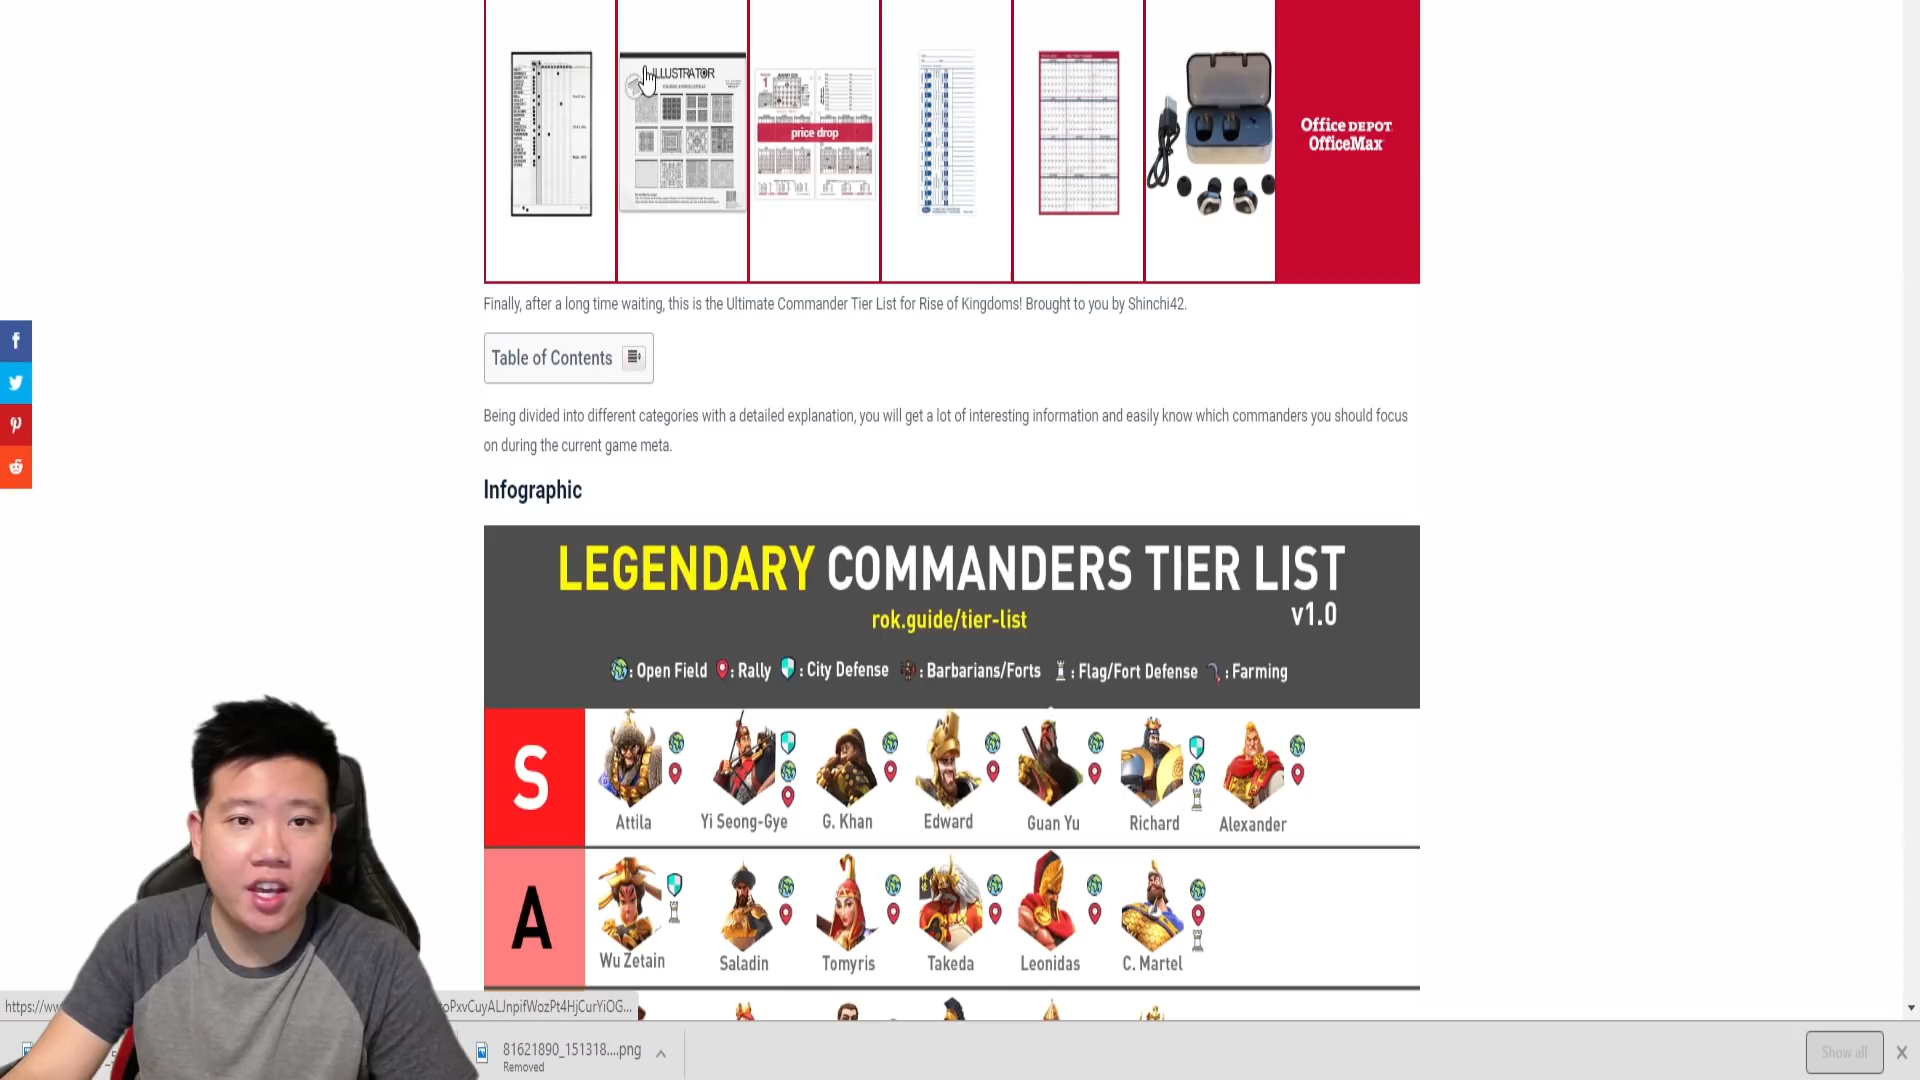 ILLUSTRATOR
price drop
Office DEPOT
OfficeMax
Finally, after a long time waiting, this is the Ultimate Commander Tier List for Rise of Kingdoms! Brought to you by Shinchi42.
Table of Contents
Being divided into different categories with a detailed explanation, you will get a lot of interesting information and easily know which commanders you should focus
on during the current game meta.
Infographic
LEGENDARY COMMANDERS TIER LIST
rok.guide/tier-list
v1.0
: Open Field : Rally : City Defense : Barbarians/Forts : Flag/Fort Defense : Farming
S
Attila Yi Seong-Gye G. Khan Edward Guan Yu Richard Alexander
A
Wu Zetain Saladin Tomyris Takeda Leonidas C. Martel
81621890_151318....png
Removed
Show all